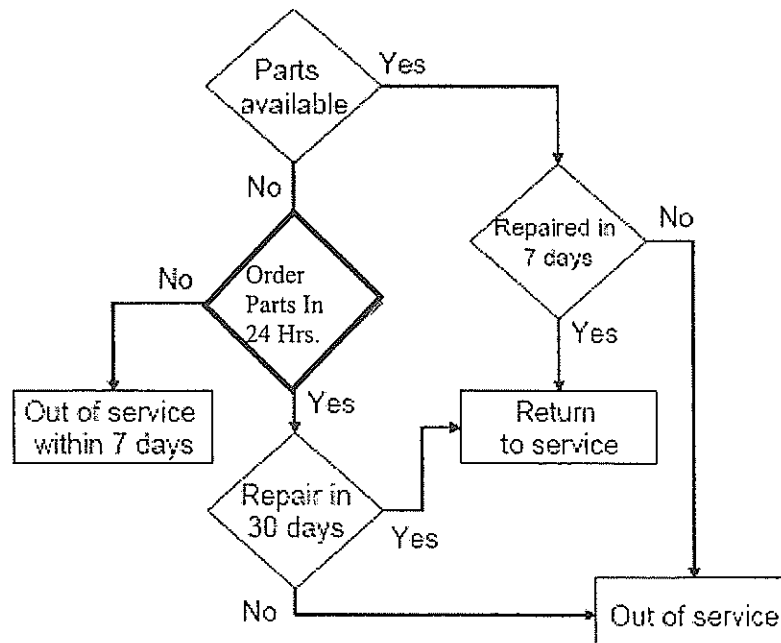 Parts
available
Yes
No
Repaired in
7 days
No
No
Order
Parts In
24 Hrs.
Yes
Out of service
within 7 days
Yes
Return
to service
Repair in
30 days
Yes
No
Out of service